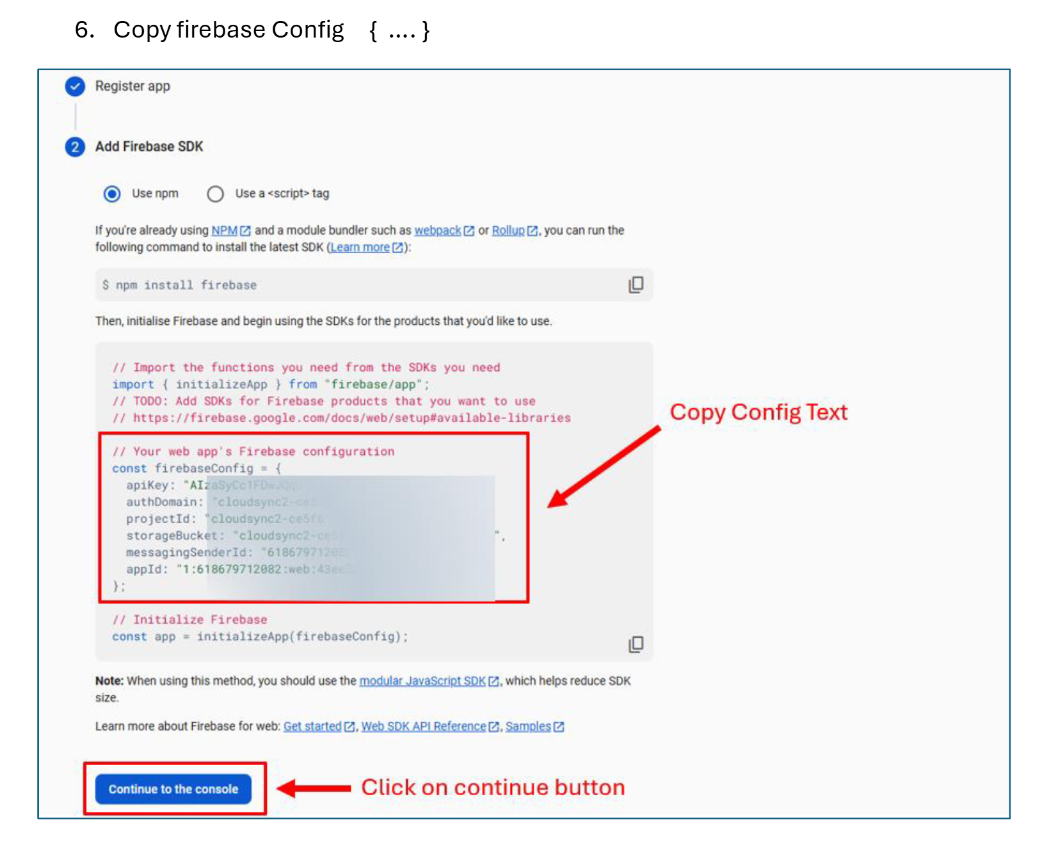 6. Copy firebase Config { .... }
Register app
2 Add Firebase SDK
Use npm Use a <script> tag
If you're already using NPM and a module bundler such as webpack or Rollup, you can run the
following command to install the latest SDK (Learn more):
$ npm install firebase
Then, initialise Firebase and begin using the SDKs for the products that you'd like to use.
// Import the functions you need from the SDKs you need
import { initializeApp } from "firebase/app";
// TODO: Add SDKs for Firebase products that you want to use
// https://firebase.google.com/docs/web/setup#available-libraries
Copy Config Text
// Your web app's Firebase configuration
const firebaseConfig = {
apiKey:
authDomain:
projectId:
storageBucket: ",
messagingSenderId:
appId:
};
// Initialize Firebase
const app = initializeApp(firebaseConfig);
Note: When using this method, you should use the modular JavaScript SDK, which helps reduce SDK
size.
Learn more about Firebase for web: Get started, Web SDK API Reference, Samples
Continue to the console
Click on continue button